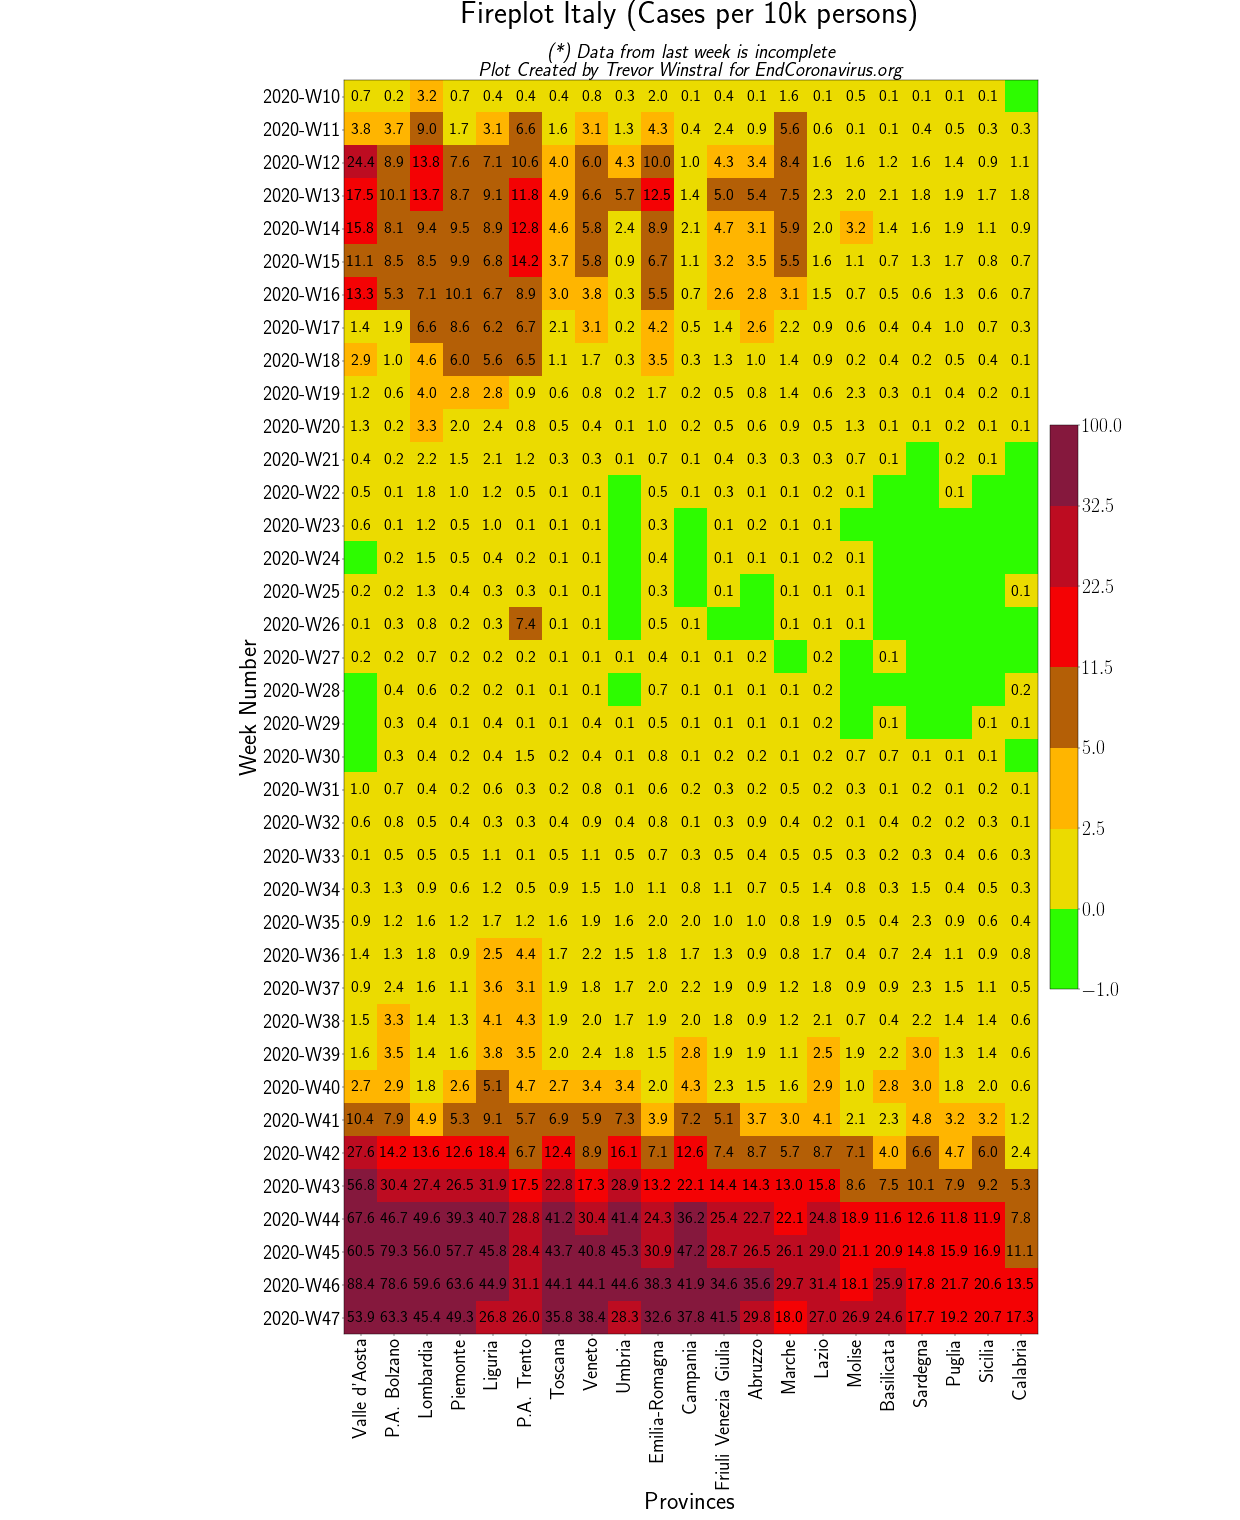 Fireplot Italy (Cases per 10k persons)
(*) Data from last week is incomplete
Plot Created by Trevor Winstral for EndCoronavirus.org
2020-W10 0.7 0.2 3.2 0.7 0.4 0.4 0.4 0.8 0.3 2.0 0.1 0.4 0.1 1.6 0.1 0.5 0.1 0.1 0.1 0.1
2020-W11 3.8 3.7 9.0 1.7 3.1 6.6 1.6 3.1 1.3 4.3 0.4 2.4 0.9 5.6 0.6 0.1 0.1 0.4 0.5 0.3 0.3
2020-W12 24.4 8.9 13.8 7.6 7.1 10.6 4.0 6.0 4.3 10.0 1.0 4.3 3.4 8.4 1.6 1.6 1.2 1.6 1.4 0.9 1.1
2020-W13 17.5 10.1 13.7 8.7 9.1 11.8 4.9 6.6 5.7 12.5 1.4 5.0 5.4 7.5 2.3 2.0 2.1 1.8 1.9 1.7 1.8
2020-W14 15.8 8.1 9.4 9.5 8.9 12.8 4.6 5.8 2.4 8.9 2.1 4.7 3.1 5.9 2.0 3.2 1.4 1.6 1.9 1.1 0.9
2020-W15 11.1 8.5 8.5 9.9 6.8 14.2 3.7 5.8 0.9 6.7 1.1 3.2 3.5 5.5 1.6 1.1 0.7 1.3 1.7 0.8 0.7
2020-W16 13.3 5.3 7.1 10.1 6.7 8.9 3.0 3.8 0.3 5.5 0.7 2.6 2.8 3.1 1.5 0.7 0.5 0.6 1.3 0.6 0.7
2020-W17 1.4 1.9 6.6 8.6 6.2 6.7 2.1 3.1 0.2 4.2 0.5 1.4 2.6 2.2 0.9 0.6 0.4 0.4 1.0 0.7 0.3
2020-W18 2.9 1.0 4.6 6.0 5.6 6.5 1.1 1.7 0.3 3.5 0.3 1.3 1.0 1.4 0.9 0.2 0.4 0.2 0.5 0.4 0.1
2020-W19 1.2 0.6 4.0 2.8 2.8 0.9 0.6 0.8 0.2 1.7 0.2 0.5 0.8 1.4 0.6 2.3 0.3 0.1 0.4 0.2 0.1
2020-W20 1.3 0.2 3.3 2.0 2.4 0.8 0.5 0.4 0.1 1.0 0.2 0.5 0.6 0.9 0.5 1.3 0.1 0.1 0.2 0.1 0.1
2020-W21 0.4 0.2 2.2 1.5 2.1 1.2 0.3 0.3 0.1 0.7 0.1 0.4 0.3 0.3 0.3 0.7 0.1 0.2 0.1
2020-W22 0.5 0.1 1.8 1.0 1.2 0.5 0.1 0.1 0.5 0.1 0.3 0.1 0.1 0.2 0.1 0.1
2020-W23 0.6 0.1 1.2 0.5 1.0 0.1 0.1 0.1 0.3 0.1 0.2 0.1 0.1
2020-W24 0.2 1.5 0.5 0.4 0.2 0.1 0.1 0.4 0.1 0.1 0.1 0.2 0.1
2020-W25 0.2 0.2 1.3 0.4 0.3 0.3 0.1 0.1 0.3 0.1 0.1 0.1 0.1 0.1
2020-W26 0.1 0.3 0.8 0.2 0.3 7.4 0.1 0.1 0.5 0.1 0.1 0.1 0.1
2020-W27 0.2 0.2 0.7 0.2 0.2 0.2 0.1 0.1 0.1 0.4 0.1 0.1 0.2 0.2 0.1
2020-W28 0.4 0.6 0.2 0.2 0.1 0.1 0.1 0.7 0.1 0.1 0.1 0.1 0.2 0.2
2020-W29 0.3 0.4 0.1 0.4 0.1 0.1 0.4 0.1 0.5 0.1 0.1 0.1 0.1 0.2 0.1 0.1 0.1
2020-W30 0.3 0.4 0.2 0.4 1.5 0.2 0.4 0.1 0.8 0.1 0.2 0.2 0.1 0.2 0.7 0.7 0.1 0.1 0.1
2020-W31 1.0 0.7 0.4 0.2 0.6 0.3 0.2 0.8 0.1 0.6 0.2 0.3 0.2 0.5 0.2 0.3 0.1 0.2 0.1 0.2 0.1
2020-W32 0.6 0.8 0.5 0.4 0.3 0.3 0.4 0.9 0.4 0.8 0.1 0.3 0.9 0.4 0.2 0.1 0.4 0.2 0.2 0.3 0.1
2020-W33 0.1 0.5 0.5 0.5 1.1 0.1 0.5 1.1 0.5 0.7 0.3 0.5 0.4 0.5 0.5 0.3 0.2 0.3 0.4 0.6 0.3
2020-W34 0.3 1.3 0.9 0.6 1.2 0.5 0.9 1.5 1.0 1.1 0.8 1.1 0.7 0.5 1.4 0.8 0.3 1.5 0.4 0.5 0.3
2020-W35 0.9 1.2 1.6 1.2 1.7 1.2 1.6 1.9 1.6 2.0 2.0 1.0 1.0 0.8 1.9 0.5 0.4 2.3 0.9 0.6 0.4
2020-W36 1.4 1.3 1.8 0.9 2.5 4.4 1.7 2.2 1.5 1.8 1.7 1.3 0.9 0.8 1.7 0.4 0.7 2.4 1.1 0.9 0.8
2020-W37 0.9 2.4 1.6 1.1 3.6 3.1 1.9 1.8 1.7 2.0 2.2 1.9 0.9 1.2 1.8 0.9 0.9 2.3 1.5 1.1 0.5
2020-W38 1.5 3.3 1.4 1.3 4.1 4.3 1.9 2.0 1.7 1.9 2.0 1.8 0.9 1.2 2.1 0.7 0.4 2.2 1.4 1.4 0.6
2020-W39 1.6 3.5 1.4 1.6 3.8 3.5 2.0 2.4 1.8 1.5 2.8 1.9 1.9 1.1 2.5 1.9 2.2 3.0 1.3 1.4 0.6
2020-W40 2.7 2.9 1.8 2.6 5.1 4.7 2.7 3.4 3.4 2.0 4.3 2.3 1.5 1.6 2.9 1.0 2.8 3.0 1.8 2.0 0.6
2020-W41 10.4 7.9 4.9 5.3 9.1 5.7 6.9 5.9 7.3 3.9 7.2 5.1 3.7 3.0 4.1 2.1 2.3 4.8 3.2 3.2 1.2
2020-W42 27.6 14.2 13.6 12.6 18.4 6.7 12.4 8.9 16.1 7.1 12.6 7.4 8.7 5.7 8.7 7.1 4.0 6.6 4.7 6.0 2.4
2020-W43 56.8 30.4 27.4 26.5 31.9 17.5 22.8 17.3 28.9 13.2 22.1 14.4 14.3 13.0 15.8 8.6 7.5 10.1 7.9 9.2 5.3
2020-W44 67.6 46.7 49.6 39.3 40.7 28.8 41.2 30.4 41.4 24.3 36.2 25.4 22.7 22.1 24.8 18.9 11.6 12.6 11.8 11.9 7.8
2020-W45 60.5 79.3 56.0 57.7 45.8 28.4 43.7 40.8 45.3 30.9 47.2 28.7 26.5 26.1 29.0 21.1 20.9 14.8 15.9 16.9 11.1
2020-W46 88.4 78.6 59.6 63.6 44.9 31.1 44.1 44.1 44.6 38.3 41.9 34.6 35.6 29.7 31.4 18.1 25.9 17.8 21.7 20.6 13.5
2020-W47 53.9 63.3 45.4 49.3 26.8 26.0 35.8 38.4 28.3 32.6 37.8 41.5 29.8 18.0 27.0 26.9 24.6 17.7 19.2 20.7 17.3
Week Number
Valle d'Aosta
P.A. Bolzano
Lombardia
Piemonte
Liguria
P.A. Trento
Toscana
Veneto
Umbria
Emilia-Romagna
Campania
Friuli Venezia Giulia
Abruzzo
Marche
Lazio
Molise
Basilicata
Sardegna
Puglia
Sicilia
Calabria
Provinces
100.0
32.5
22.5
11.5
5.0
2.5
0.0
−1.0